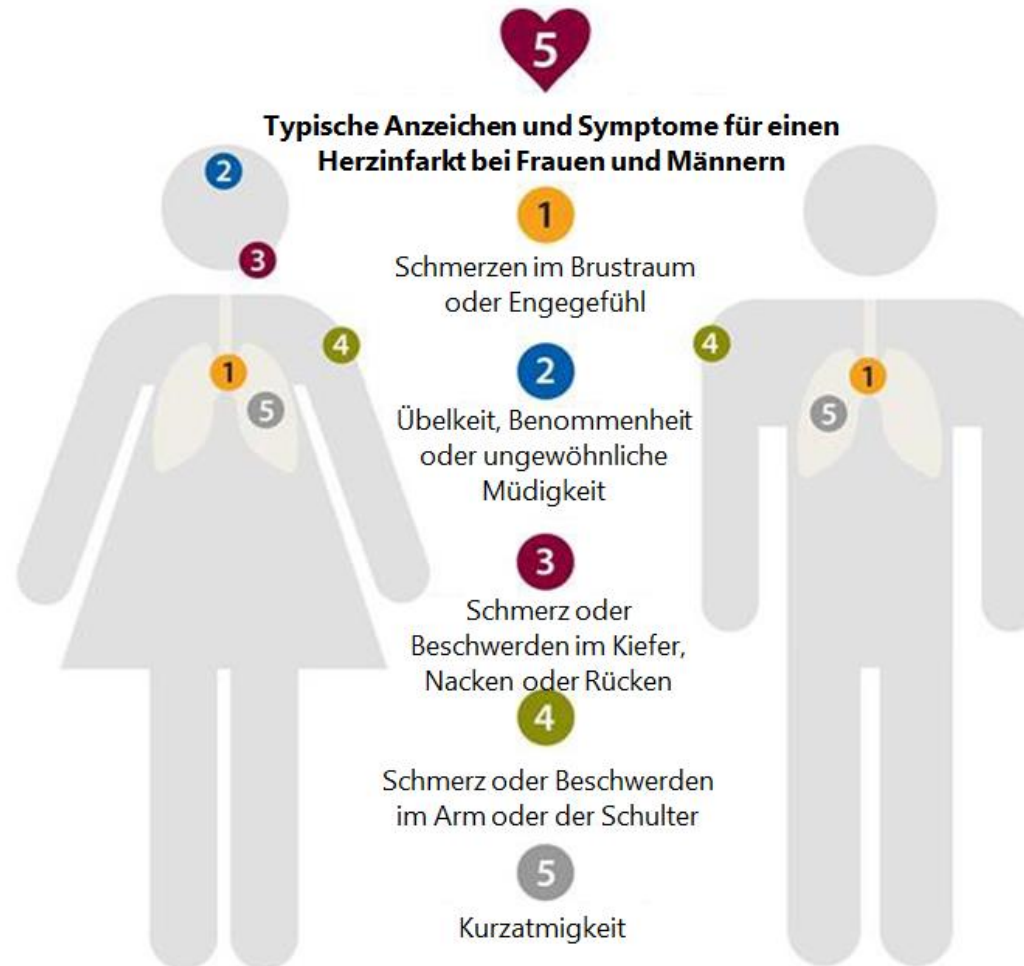 5
Typische Anzeichen und Symptome für einen
Herzinfarkt bei Frauen und Männern
2
3
4
1
5
1
Schmerzen im Brustraum
oder Engegefühl
2
Übelkeit, Benommenheit
oder ungewöhnliche
Müdigkeit
3
Schmerz oder
Beschwerden im Kiefer,
Nacken oder Rücken
4
Schmerz oder Beschwerden
im Arm oder der Schulter
5
Kurzatmigkeit
4
1
5